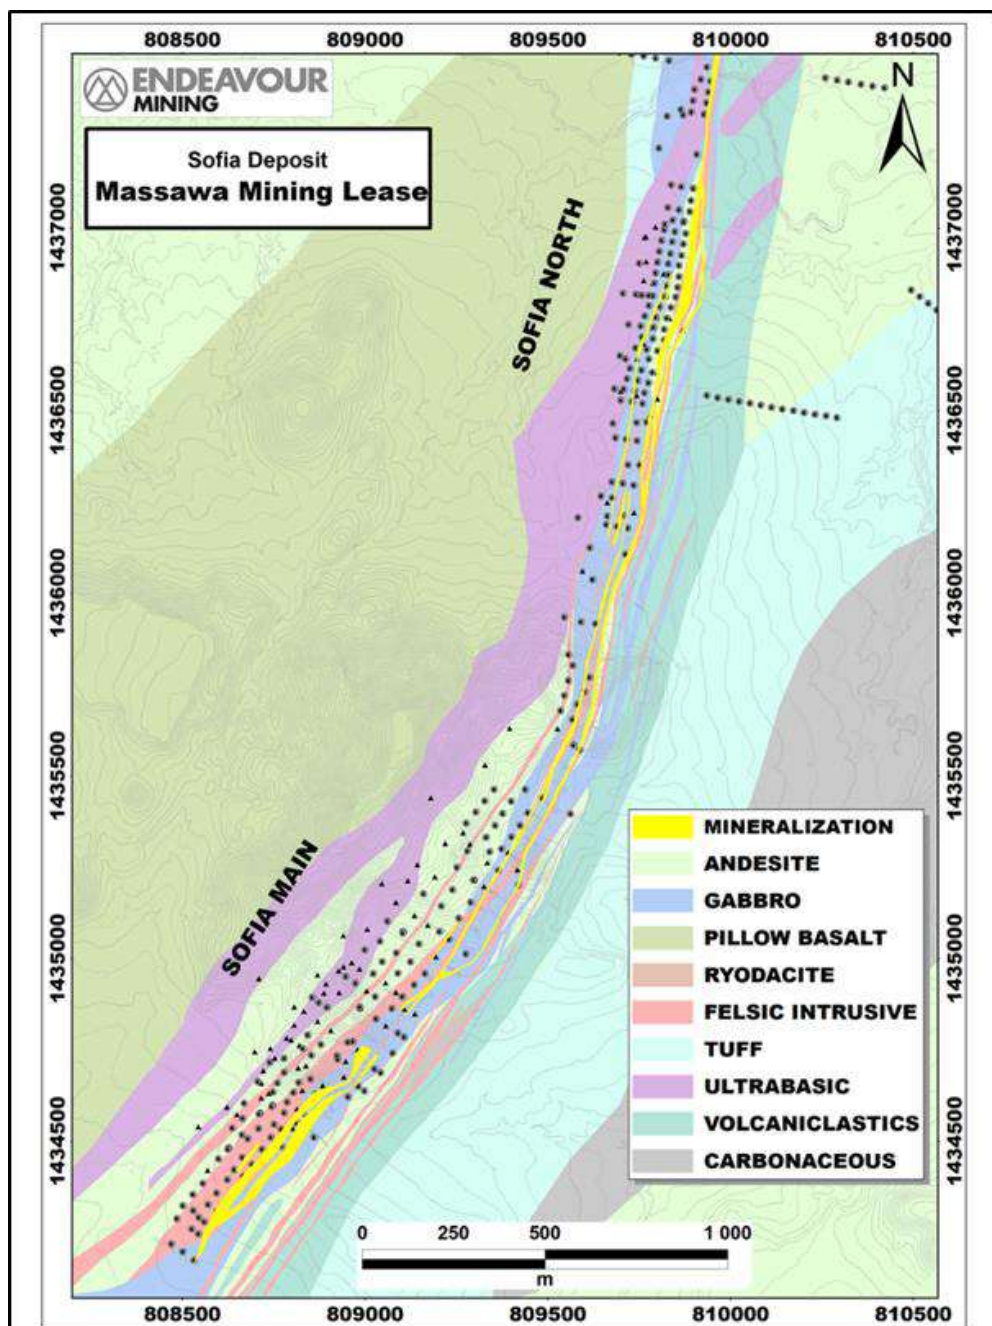 808500 809000 809500 810000 810500
ENDEAVOUR
MINING
N
Sofia Deposit
Massawa Mining Lease
1437000 1437000
SOFIA NORTH
1436500 1436500
1436000 1436000
1435500 1435500
SOFIA MAIN
1435000 1435000
1434500 1434500
MINERALIZATION
ANDESITE
GABBRO
PILLOW BASALT
RYODACITE
FELSIC INTRUSIVE
TUFF
ULTRABASIC
VOLCANICLASTICS
CARBONACEOUS
0 250 500 1 000
m
808500 809000 809500 810000 810500